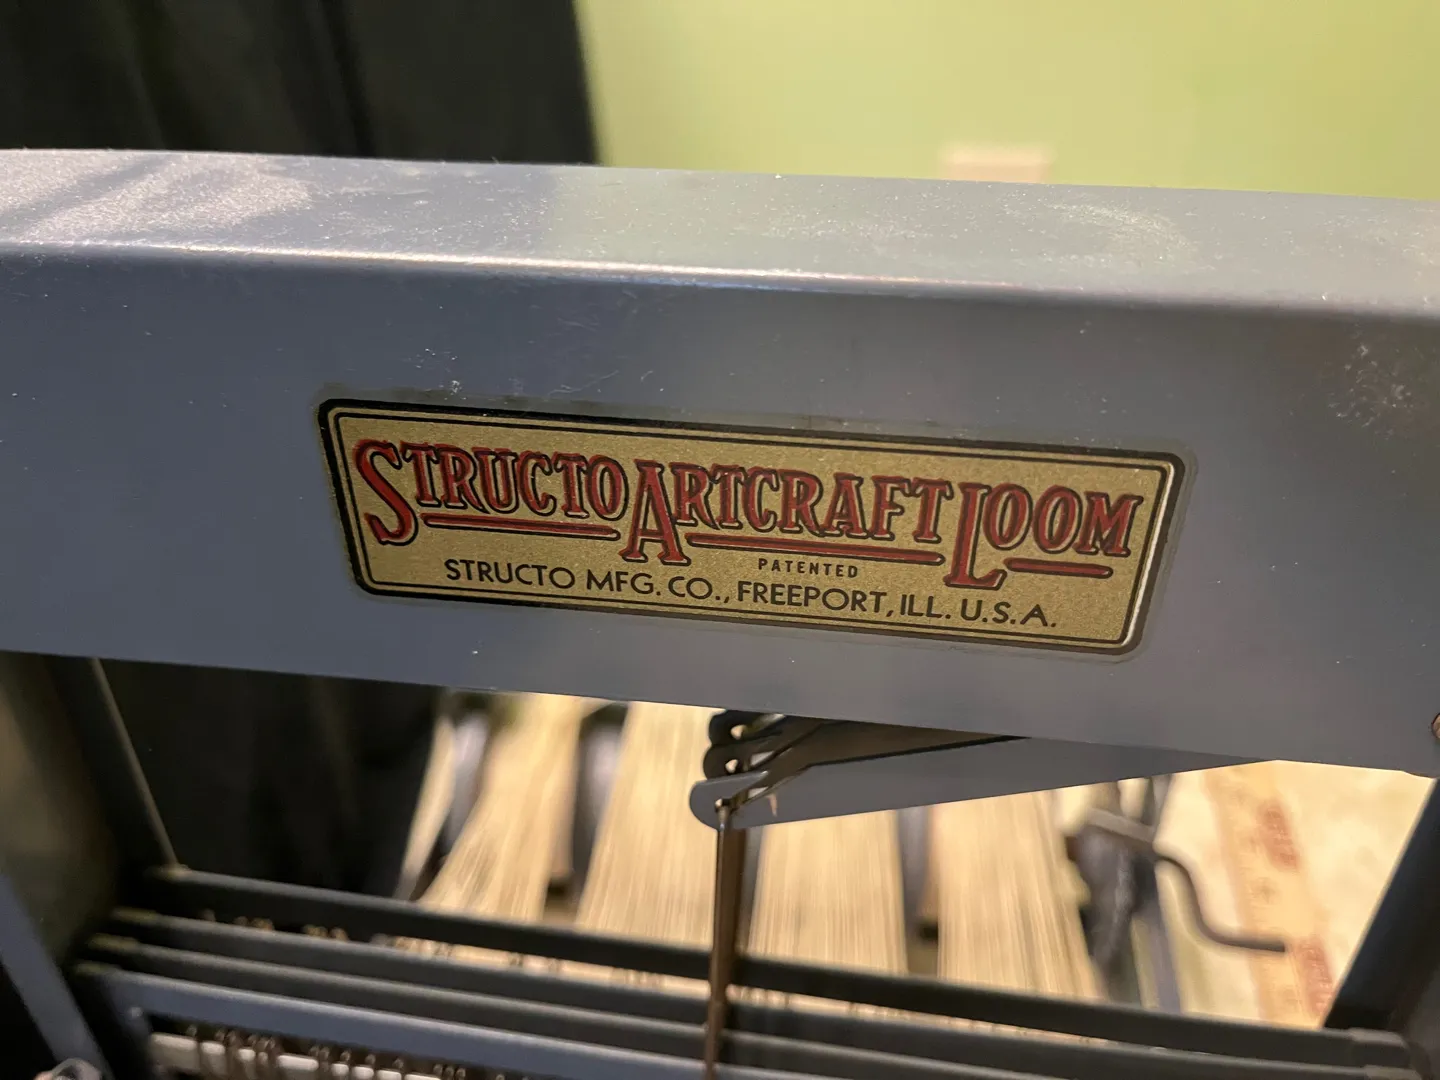 STRUCTO ARTCRAFT LOOM
PATENTED
STRUCTO MFG. CO., FREEPORT, ILL. U.S.A.